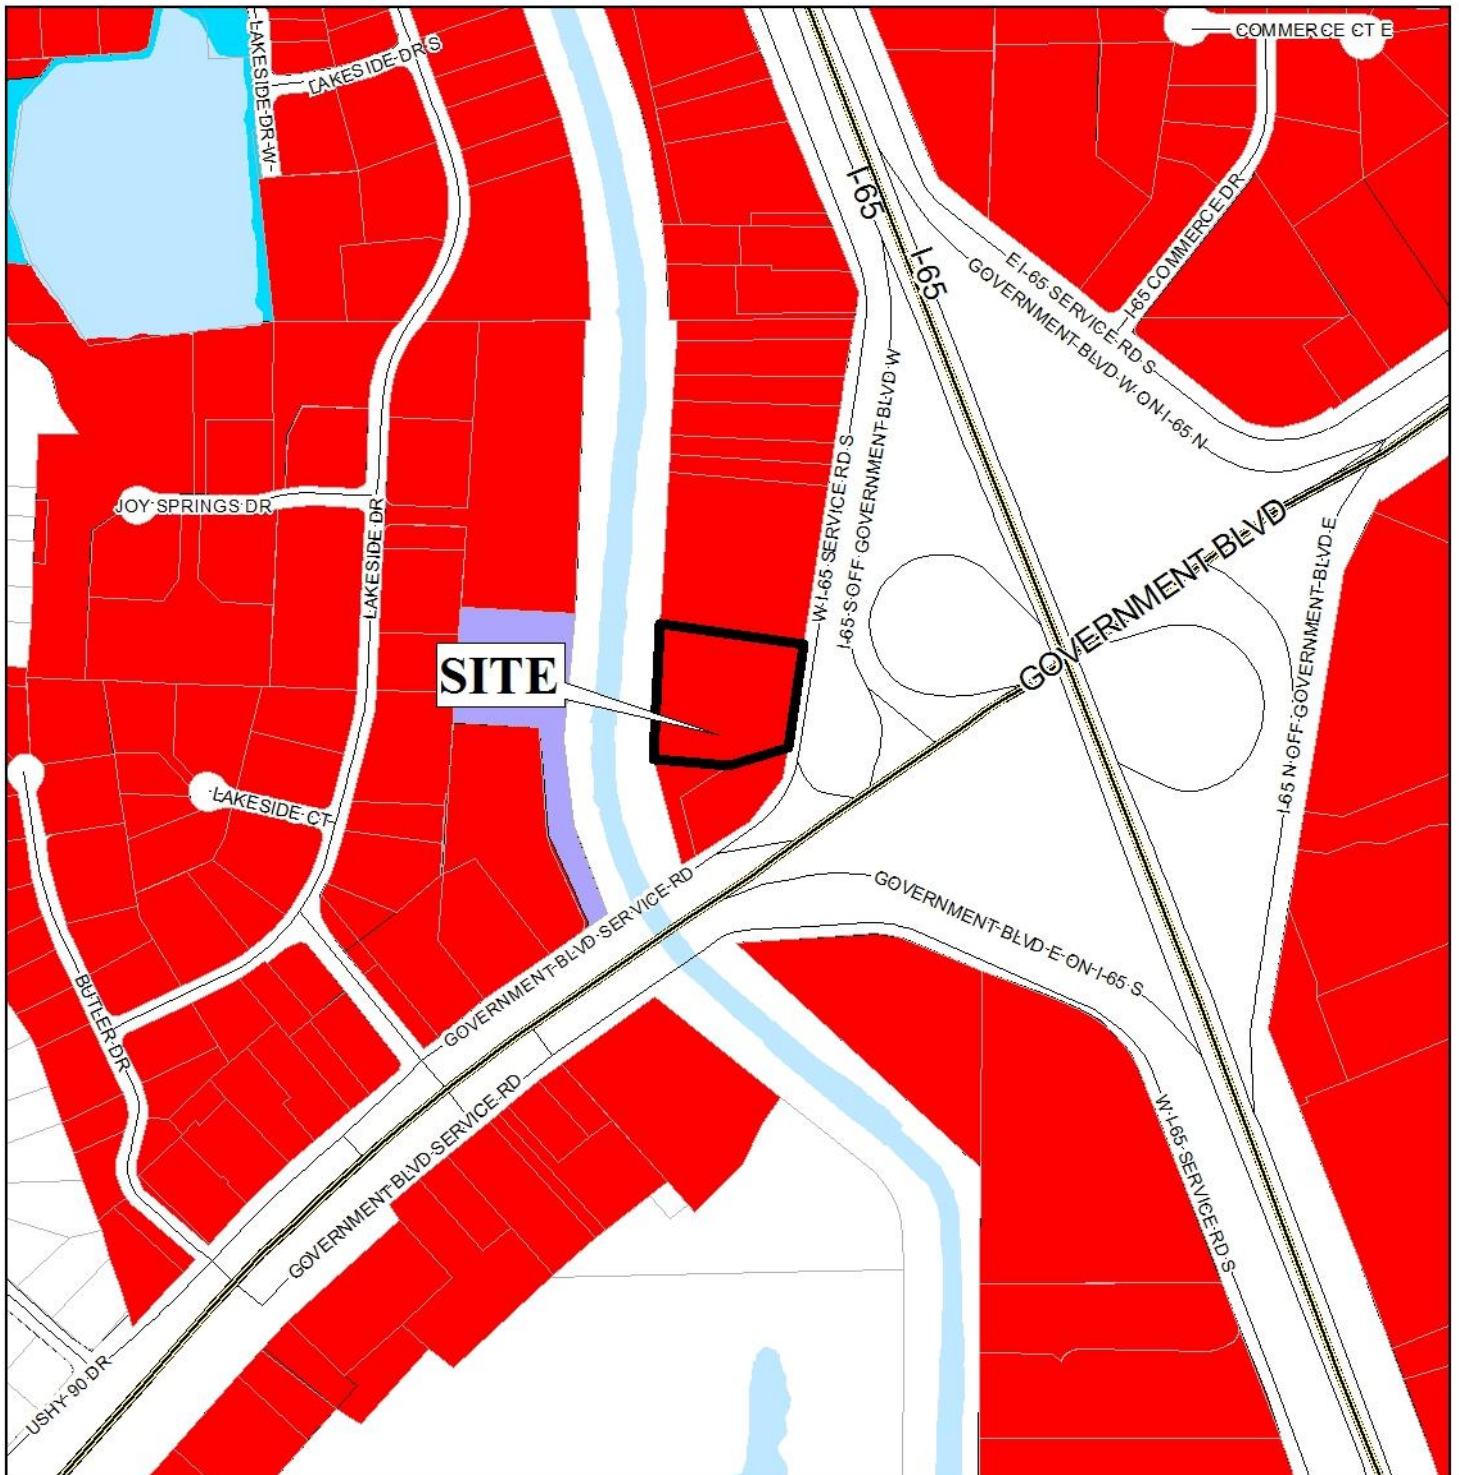 COMMERCE CT E
LAKESIDE DR S
LAKESIDE DR W
I-65
I-65
E I-65 SERVICE RD S
I-65 COMMERCE DR
GOVERNMENT BLVD W ON I-65 N
W I-65 SERVICE RD S
I-65 S OFF GOVERNMENT BLVD W
JOY SPRINGS DR
LAKESIDE DR
GOVERNMENT BLVD
I-65 N OFF GOVERNMENT BLVD E
SITE
LAKESIDE CT
GOVERNMENT BLVD SERVICE RD
GOVERNMENT BLVD E ON I-65 S
BUTLER DR
GOVERNMENT BLVD SERVICE RD
W I-65 SERVICE RD S
USHY 90 DR